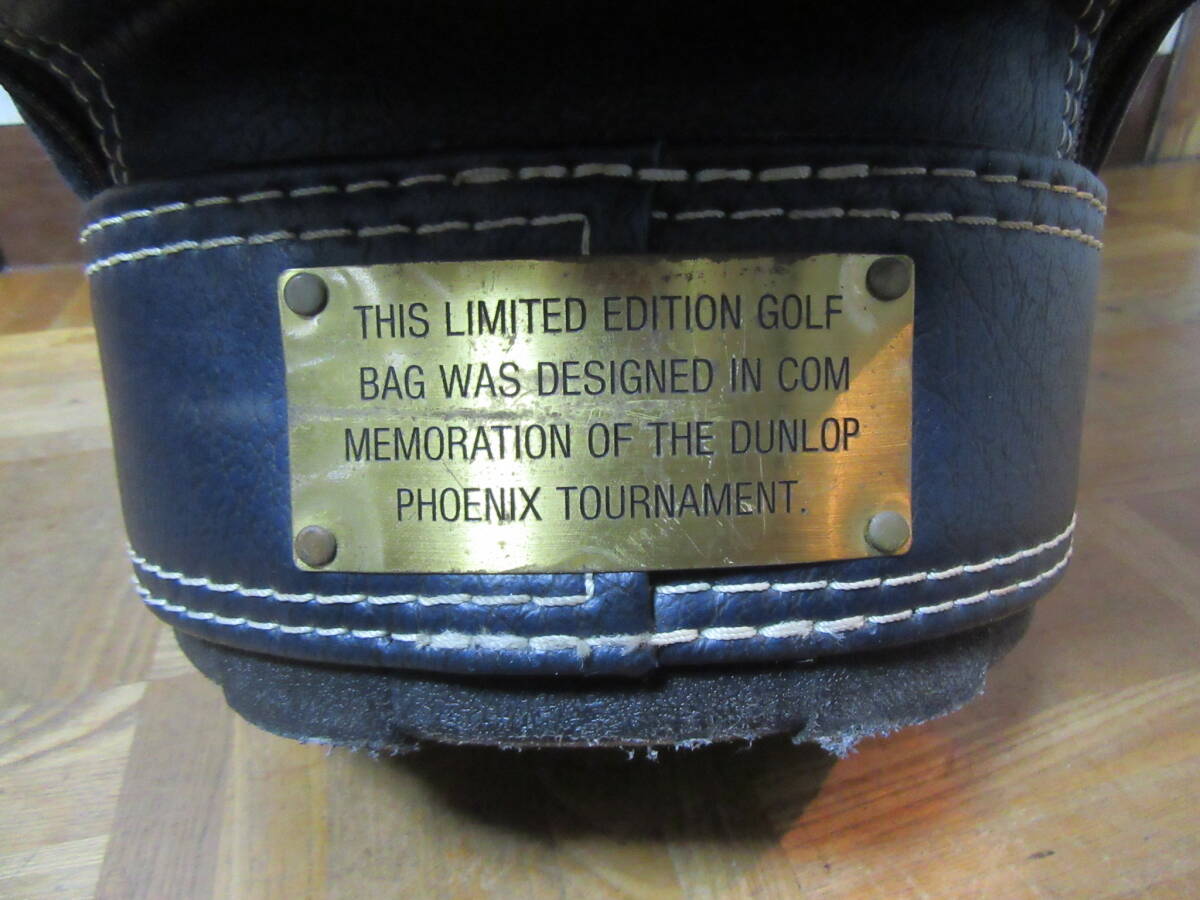 THIS LIMITED EDITION GOLF
BAG WAS DESIGNED IN COM
MEMORATION OF THE DUNLOP
PHOENIX TOURNAMENT.